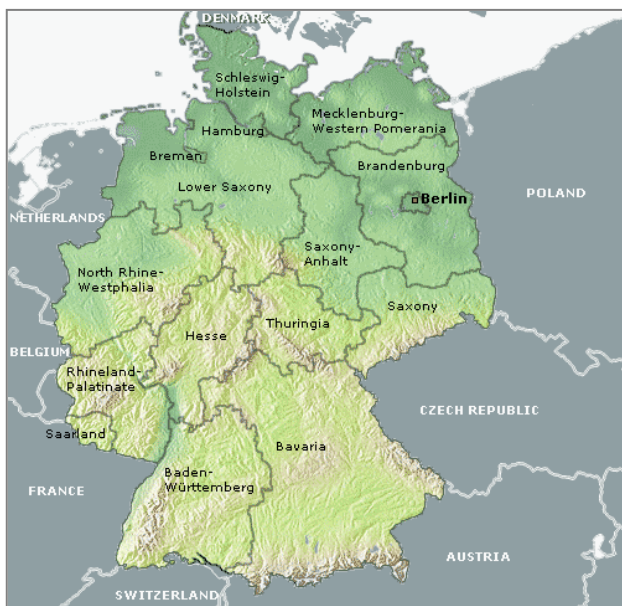 DENMARK
Schleswig-
Holstein
Mecklenburg-
Western Pomerania
Hamburg
Bremen
Brandenburg
Lower Saxony
Berlin
POLAND
NETHERLANDS
Saxony-
Anhalt
North Rhine-
Westphalia
Saxony
Thuringia
Hesse
BELGIUM
Rhineland-
Palatinate
CZECH REPUBLIC
Saarland
Bavaria
Baden-
Württemberg
FRANCE
AUSTRIA
SWITZERLAND